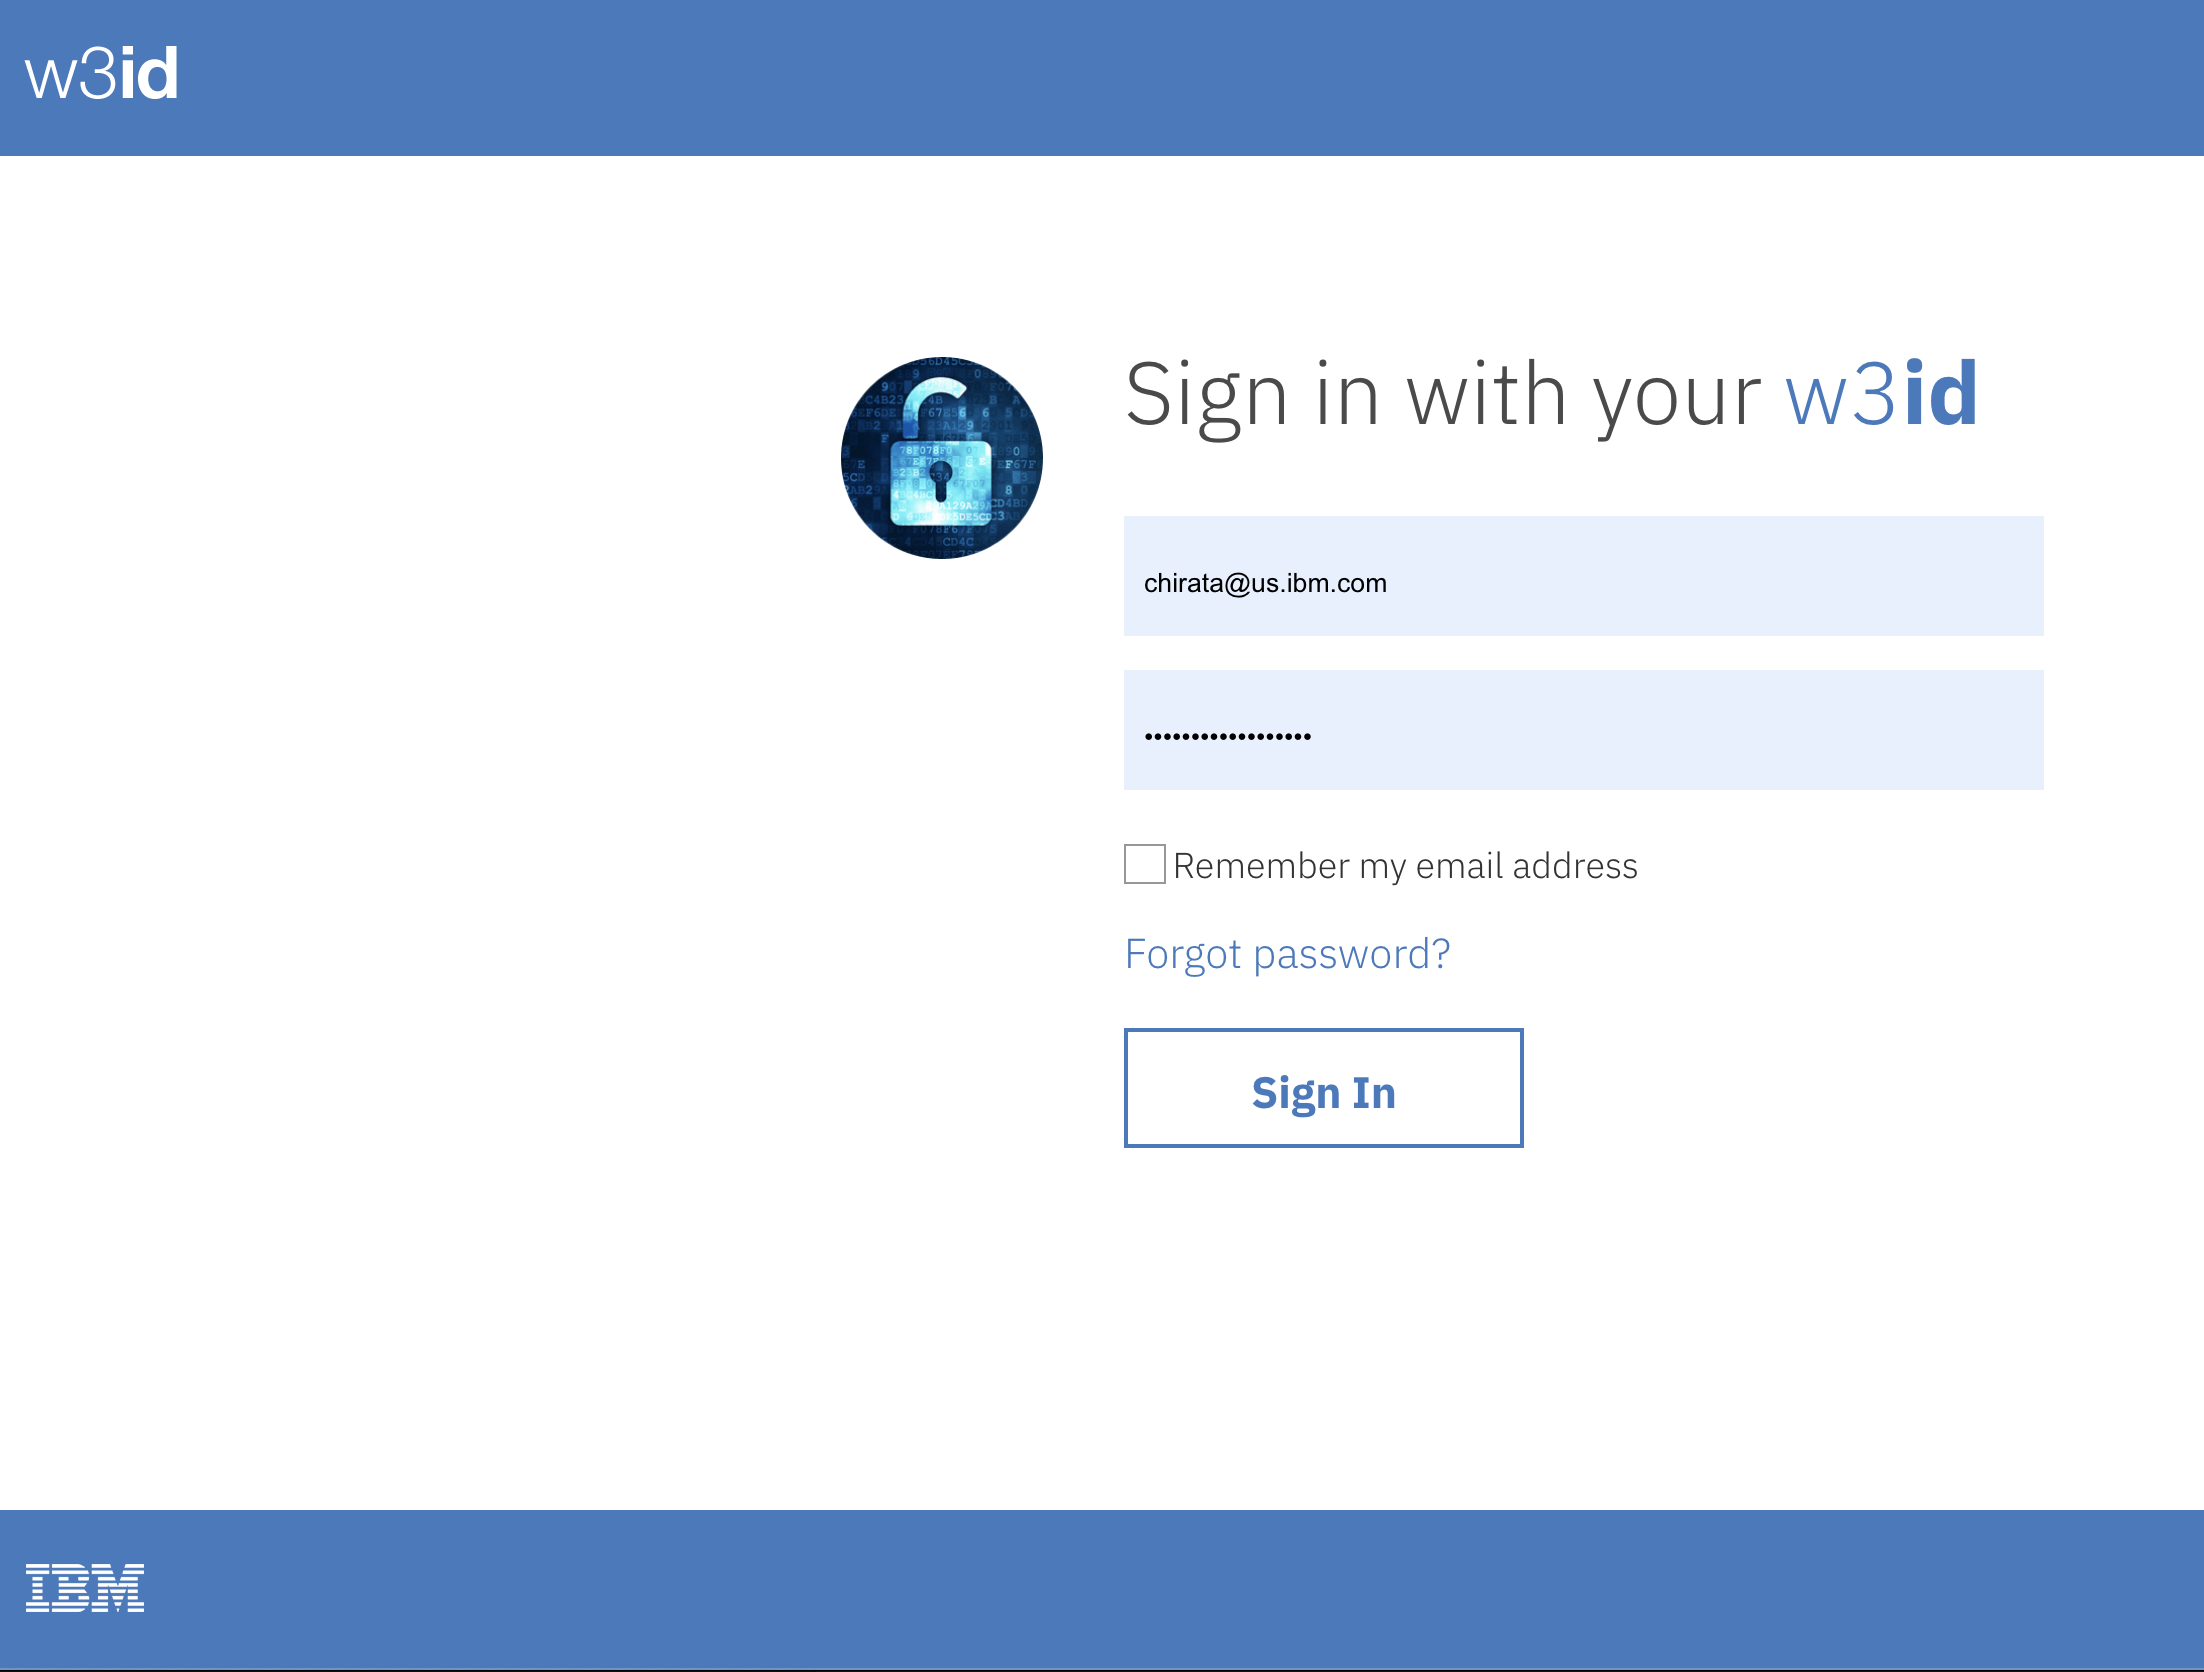 w3id
Sign in with your w3id
chirata@us.ibm.com
••••••••••••••••••
Remember my email address
Forgot password?
Sign In
IBM